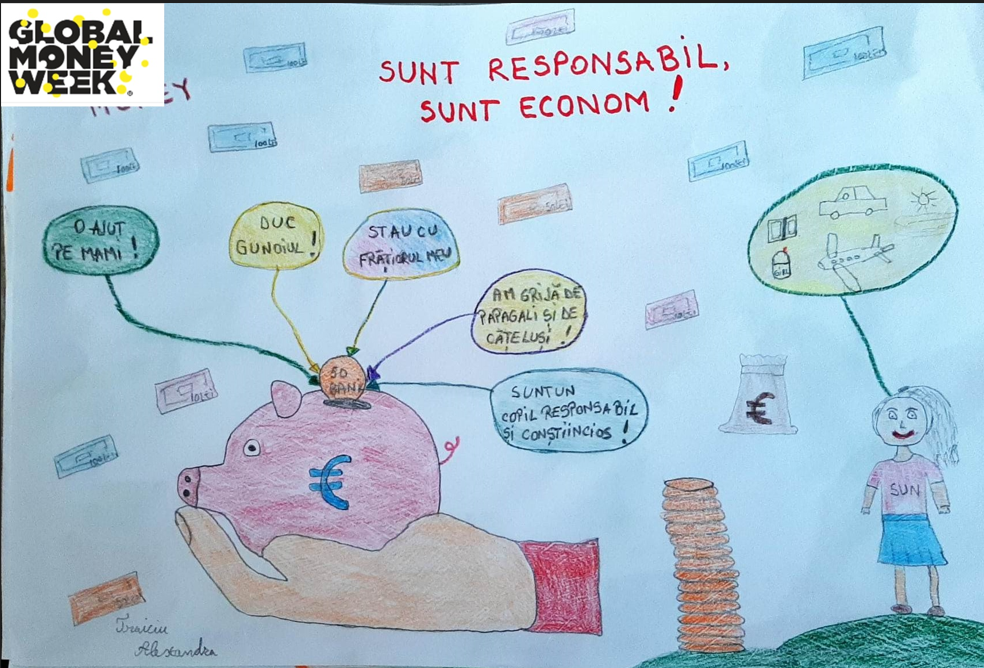 GLOBAL
MONEY
WEEK
SUNT RESPONSABIL,
SUNT ECONOM!
O AJUT
PE MAMI!
DUC
GUNOIUL!
STAU CU
FRĂȚIORUL MEU
AM GRIJĂ DE
PAPAGALI ȘI DE
CĂȚELUȘI!
SUNT UN
COPIL RESPONSABIL
ȘI CONȘTIINCIOS!
50
BANI
€
€
GIRL
SUN
Alexandra